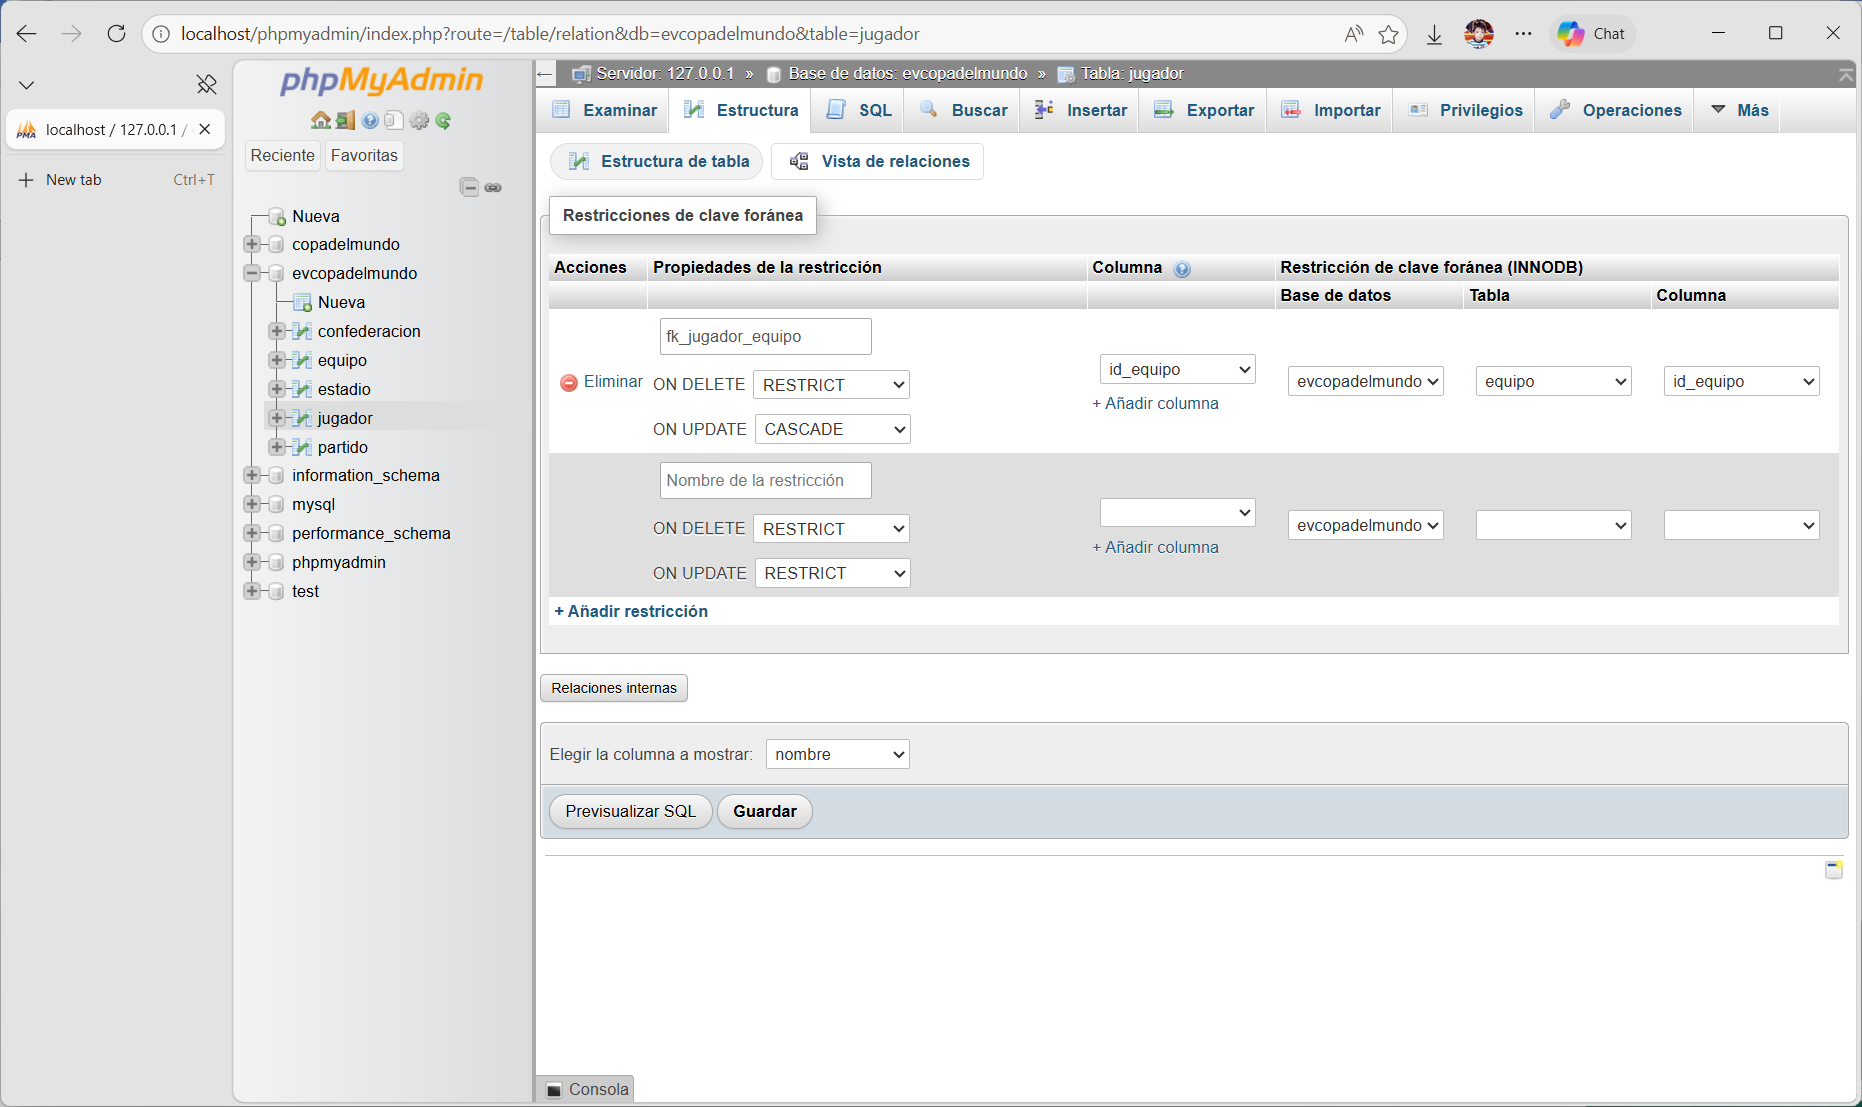 localhost/phpmyadmin/index.php?route=/table/relation&db=evcopadelmundo&table=jugador
Chat
localhost / 127.0.0.1 /
New tab Ctrl+T
phpMyAdmin
Reciente Favoritas
Nueva
copadelmundo
evcopadelmundo
Nueva
confederacion
equipo
estadio
jugador
partido
information_schema
mysql
performance_schema
phpmyadmin
test
Servidor: 127.0.0.1 » Base de datos: evcopadelmundo » Tabla: jugador
Examinar Estructura SQL Buscar Insertar Exportar Importar Privilegios Operaciones Más
Estructura de tabla Vista de relaciones
Restricciones de clave foránea
Acciones Propiedades de la restricción Columna Restricción de clave foránea (INNODB)
Base de datos Tabla Columna
fk_jugador_equipo
Eliminar ON DELETE RESTRICT id_equipo evcopadelmundo equipo id_equipo
+ Añadir columna
ON UPDATE CASCADE
Nombre de la restricción
ON DELETE RESTRICT evcopadelmundo
+ Añadir columna
ON UPDATE RESTRICT
+ Añadir restricción
Relaciones internas
Elegir la columna a mostrar: nombre
Previsualizar SQL Guardar
Consola